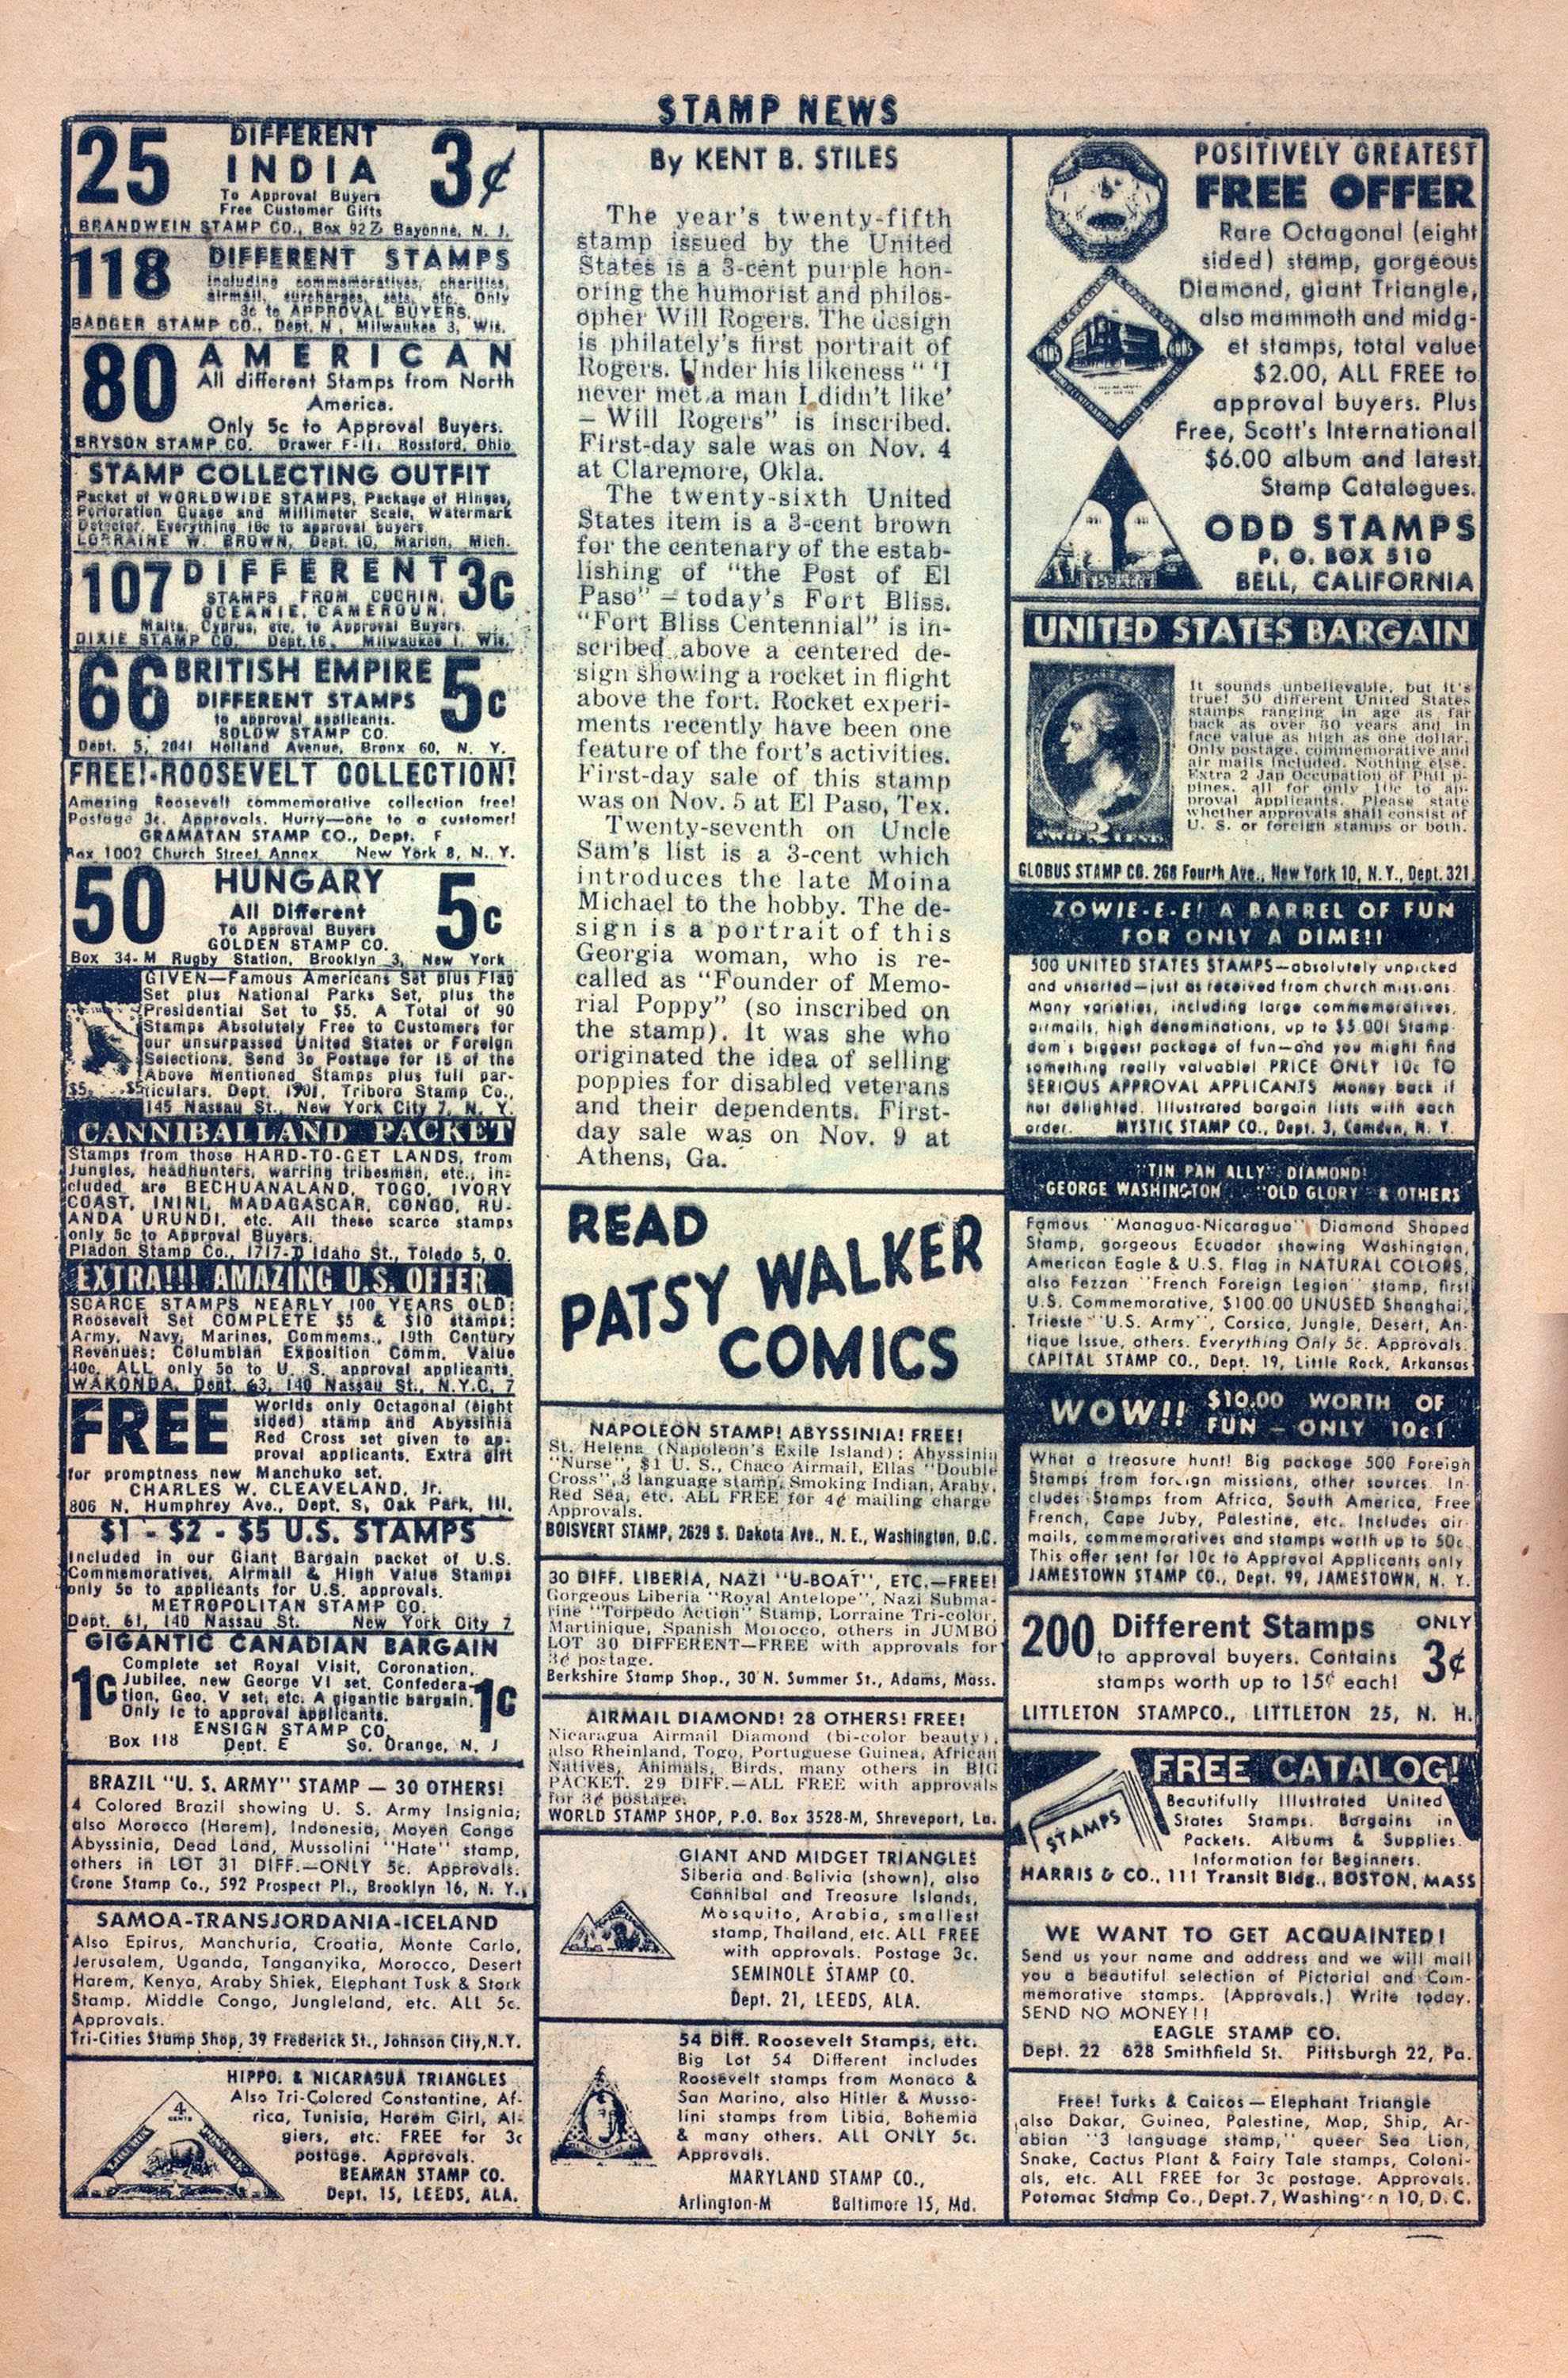 STAMP NEWS
25 DIFFERENT INDIA 3¢
To Approval Buyers
Free Customer Gifts
BRANDWEIN STAMP CO., Box 92Z Bayonne, N. J.
118 DIFFERENT STAMPS
Including commemoratives, charities,
airmail, surcharges, sets, etc. Only
3c to APPROVAL BUYERS.
BADGER STAMP CO., Dept. N, Milwaukee 3, Wis.
80 AMERICAN
All different Stamps from North
America.
Only 5c to Approval Buyers.
BRYSON STAMP CO. Drawer F-11, Rossford, Ohio
STAMP COLLECTING OUTFIT
Packet of WORLDWIDE STAMPS, Package of Hinges,
Perforation Guage and Millimeter Scale, Watermark
Detector. Everything 10c to approval buyers
LORRAINE W. BROWN, Dept. 10, Marion, Mich.
107 DIFFERENT 3c
STAMPS FROM COCHIN,
OCEANIE, CAMEROUN,
Malta, Cyprus, etc. to Approval Buyers.
DIXIE STAMP CO. Dept. 16, Milwaukee 1, Wis.
66 BRITISH EMPIRE 5c
DIFFERENT STAMPS
to approval applicants.
SOLOW STAMP CO.
Dept. 5, 2041 Holland Avenue, Bronx 60, N. Y.
FREE!-ROOSEVELT COLLECTION!
Amazing Roosevelt commemorative collection free!
Postage 3c. Approvals. Hurry—one to a customer!
GRAMATAN STAMP CO., Dept. F
Box 1002 Church Street Annex New York 8, N. Y.
50 HUNGARY 5c
All Different
To Approval Buyers
GOLDEN STAMP CO.
Box 34-M Rugby Station, Brooklyn 3, New York
GIVEN—Famous Americans Set plus Flag
Set plus National Parks Set, plus the
Presidential Set to $5. A Total of 90
Stamps Absolutely Free to Customers for
our unsurpassed United States or Foreign
Selections. Send 3c Postage for 15 of the
Above Mentioned Stamps plus full par-
$5 $5 ticulars. Dept. 1901, Triboro Stamp Co.,
145 Nassau St., New York City 7, N. Y.
CANNIBALLAND PACKET
Stamps from those HARD-TO-GET LANDS, from
Jungles, headhunters, warring tribesmen, etc., in-
cluded are BECHUANALAND, TOGO, IVORY
COAST, ININI, MADAGASCAR, CONGO, RU-
ANDA URUNDI, etc. All these scarce stamps
only 5c to Approval Buyers.
Pladon Stamp Co., 1717-D Idaho St., Toledo 5, O.
EXTRA!!! AMAZING U.S. OFFER
SCARCE STAMPS NEARLY 100 YEARS OLD;
Roosevelt Set COMPLETE $5 & $10 stamps;
Army, Navy, Marines, Commems., 19th Century
Revenues; Columbian Exposition Comm. Value
40c. ALL only 5c to U. S. approval applicants.
WAKONDA, Dept. 63, 140 Nassau St., N.Y.C. 7
FREE Worlds only Octagonal (eight
sided) stamp and Abyssinia
Red Cross set given to ap-
proval applicants. Extra gift
for promptness new Manchuko set.
CHARLES W. CLEAVELAND, Jr.
806 N. Humphrey Ave., Dept. S, Oak Park, Ill.
$1 - $2 - $5 U.S. STAMPS
Included in our Giant Bargain packet of U.S.
Commemoratives, Airmail & High Value Stamps
only 5c to applicants for U.S. approvals.
METROPOLITAN STAMP CO.
Dept. 61, 140 Nassau St. New York City 7
GIGANTIC CANADIAN BARGAIN
1c Complete set Royal Visit, Coronation, 1c
Jubilee, new George VI set, Confedera-
tion, Geo. V set, etc. A gigantic bargain.
Only 1c to approval applicants.
ENSIGN STAMP CO.
Box 118 Dept. E So. Orange, N. J
BRAZIL "U. S. ARMY" STAMP — 30 OTHERS!
4 Colored Brazil showing U. S. Army Insignia;
also Morocco (Harem), Indonesia, Moyen Congo
Abyssinia, Dead Land, Mussolini "Hate" stamp,
others in LOT 31 DIFF.—ONLY 5c. Approvals.
Crone Stamp Co., 592 Prospect Pl., Brooklyn 16, N. Y.
SAMOA-TRANSJORDANIA-ICELAND
Also Epirus, Manchuria, Croatia, Monte Carlo,
Jerusalem, Uganda, Tanganyika, Morocco, Desert
Harem, Kenya, Araby Shiek, Elephant Tusk & Stork
Stamp. Middle Congo, Jungleland, etc. ALL 5c.
Approvals.
Tri-Cities Stamp Shop, 39 Frederick St., Johnson City, N.Y.
HIPPO. & NICARAGUA TRIANGLES
Also Tri-Colored Constantine, Af-
rica, Tunisia, Harem Girl, Al-
giers, etc. FREE for 3c
postage. Approvals.
BEAMAN STAMP CO.
Dept. 15, LEEDS, ALA.
4 CENTS
By KENT B. STILES
The year's twenty-fifth
stamp issued by the United
States is a 3-cent purple hon-
oring the humorist and philos-
opher Will Rogers. The design
is philately's first portrait of
Rogers. Under his likeness " 'I
never met a man I didn't like'
— Will Rogers" is inscribed.
First-day sale was on Nov. 4
at Claremore, Okla.
The twenty-sixth United
States item is a 3-cent brown
for the centenary of the estab-
lishing of "the Post of El
Paso" — today's Fort Bliss.
"Fort Bliss Centennial" is in-
scribed above a centered de-
sign showing a rocket in flight
above the fort. Rocket experi-
ments recently have been one
feature of the fort's activities.
First-day sale of this stamp
was on Nov. 5 at El Paso, Tex.
Twenty-seventh on Uncle
Sam's list is a 3-cent which
introduces the late Moina
Michael to the hobby. The de-
sign is a portrait of this
Georgia woman, who is re-
called as "Founder of Memo-
rial Poppy" (so inscribed on
the stamp). It was she who
originated the idea of selling
poppies for disabled veterans
and their dependents. First-
day sale was on Nov. 9 at
Athens, Ga.
READ
PATSY WALKER
COMICS
NAPOLEON STAMP! ABYSSINIA! FREE!
St. Helena (Napoleon's Exile Island); Abyssinia
"Nurse", $1 U. S., Chaco Airmail, Ellas "Double
Cross", 3 language stamp, Smoking Indian, Araby,
Red Sea, etc. ALL FREE for 4¢ mailing charge
Approvals.
BOISVERT STAMP, 2629 S. Dakota Ave., N. E., Washington, D.C.
30 DIFF. LIBERIA, NAZI "U-BOAT", ETC.—FREE!
Gorgeous Liberia "Royal Antelope", Nazi Subma-
rine "Torpedo Action" Stamp, Lorraine Tri-color,
Martinique, Spanish Morocco, others in JUMBO
LOT 30 DIFFERENT—FREE with approvals for
3¢ postage.
Berkshire Stamp Shop., 30 N. Summer St., Adams, Mass.
AIRMAIL DIAMOND! 28 OTHERS! FREE!
Nicaragua Airmail Diamond (bi-color beauty),
also Rheinland, Togo, Portuguese Guinea, African
Natives, Animals, Birds, many others in BIG
PACKET. 29 DIFF.—ALL FREE with approvals
for 3¢ postage.
WORLD STAMP SHOP, P.O. Box 3528-M, Shreveport, La.
GIANT AND MIDGET TRIANGLES
Siberia and Bolivia (shown), also
Cannibal and Treasure Islands,
Mosquito, Arabia, smallest
stamp, Thailand, etc. ALL FREE
with approvals. Postage 3c.
SEMINOLE STAMP CO.
Dept. 21, LEEDS, ALA.
54 Diff. Roosevelt Stamps, etc.
Big Lot 54 Different includes
Roosevelt stamps from Monaco &
San Marino, also Hitler & Musso-
lini stamps from Libia, Bohemia
& many others. ALL ONLY 5c.
Approvals.
MARYLAND STAMP CO.,
Arlington-M Baltimore 15, Md.
POSITIVELY GREATEST
FREE OFFER
Rare Octagonal (eight
sided) stamp, gorgeous
Diamond, giant Triangle,
also mammoth and midg-
et stamps, total value
$2.00, ALL FREE to
approval buyers. Plus
Free, Scott's International
$6.00 album and latest
Stamp Catalogues.
ODD STAMPS
P. O. BOX 510
BELL, CALIFORNIA
UNITED STATES BARGAIN
It sounds unbelievable, but it's
true! 50 different United States
stamps ranging in age as far
back as over 80 years and in
face value as high as one dollar.
Only postage, commemorative and
air mails included. Nothing else.
Extra 2 Jap Occupation of Phil p-
pines, all for only 10c to ap-
proval applicants. Please state
whether approvals shall consist of
U. S. or foreign stamps or both.
GLOBUS STAMP CO. 268 Fourth Ave., New York 10, N.Y., Dept. 321
ZOWIE-E-E! A BARREL OF FUN
FOR ONLY A DIME!!
500 UNITED STATES STAMPS—absolutely unpicked
and unsorted—just as received from church missions.
Many varieties, including large commemoratives,
airmails, high denominations, up to $5.00! Stamp-
dom's biggest package of fun—and you might find
something really valuable! PRICE ONLY 10c TO
SERIOUS APPROVAL APPLICANTS Money back if
not delighted. Illustrated bargain lists with each
order. MYSTIC STAMP CO., Dept. 3, Camden, N. Y.
"TIN PAN ALLY" DIAMOND!
"GEORGE WASHINGTON" "OLD GLORY" & OTHERS
Famous "Managua-Nicaragua" Diamond Shaped
Stamp, gorgeous Ecuador showing Washington,
American Eagle & U.S. Flag in NATURAL COLORS,
also Fezzan "French Foreign Legion" stamp, first
U.S. Commemorative, $100.00 UNUSED Shanghai,
Trieste "U.S. Army", Corsica, Jungle, Desert, An-
tique Issue, others. Everything Only 5c. Approvals.
CAPITAL STAMP CO., Dept. 19, Little Rock, Arkansas
WOW!! $10.00 WORTH OF
FUN — ONLY 10c!
What a treasure hunt! Big package 500 Foreign
Stamps from foreign missions, other sources. In-
cludes Stamps from Africa, South America, Free
French, Cape Juby, Palestine, etc. Includes air-
mails, commemoratives and stamps worth up to 50c.
This offer sent for 10c to Approval Applicants only
JAMESTOWN STAMP CO., Dept. 99, JAMESTOWN, N. Y.
200 Different Stamps ONLY 3¢
to approval buyers. Contains
stamps worth up to 15¢ each!
LITTLETON STAMPCO., LITTLETON 25, N. H.
STAMPS
FREE CATALOG!
Beautifully Illustrated United
States Stamps. Bargains in
Packets. Albums & Supplies.
Information for Beginners.
HARRIS & CO., 111 Transit Bldg., BOSTON, MASS
WE WANT TO GET ACQUAINTED!
Send us your name and address and we will mail
you a beautiful selection of Pictorial and Com-
memorative stamps. (Approvals.) Write today.
SEND NO MONEY!!
EAGLE STAMP CO.
Dept. 22 628 Smithfield St. Pittsburgh 22, Pa.
Free! Turks & Caicos — Elephant Triangle
also Dakar, Guinea, Palestine, Map, Ship, Ar-
abian "3 language stamp," queer Sea Lion,
Snake, Cactus Plant & Fairy Tale stamps, Coloni-
als, etc. ALL FREE for 3c postage. Approvals.
Potomac Stamp Co., Dept. 7, Washington 10, D. C.